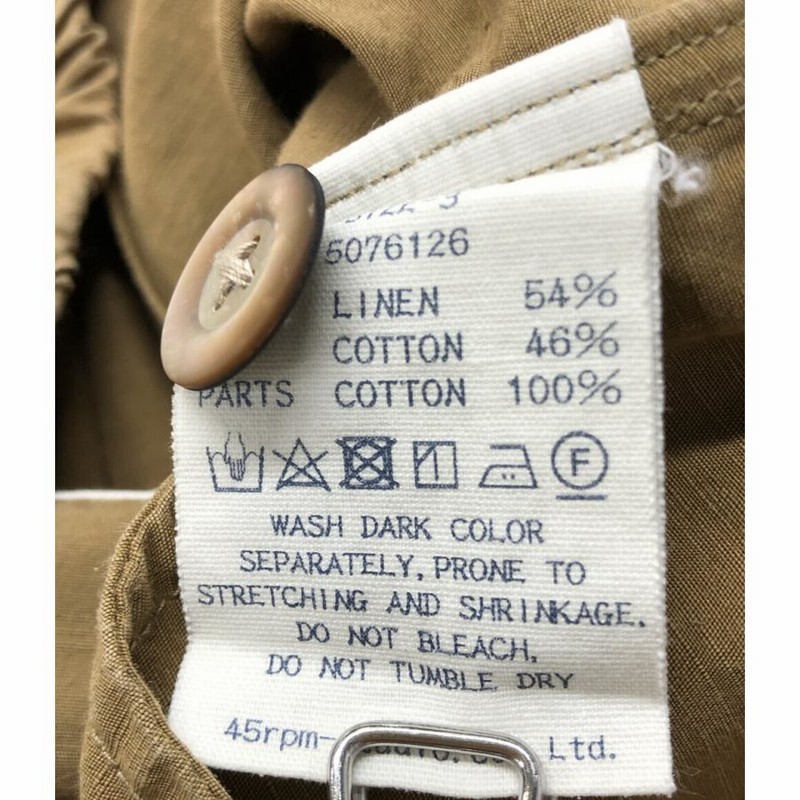 5076126
LINEN 54%
COTTON 46%
PARTS COTTON 100%
F
WASH DARK COLOR
SEPARATELY, PRONE TO
STRETCHING AND SHRINKAGE.
DO NOT BLEACH.
DO NOT TUMBLE DRY
45rpm- Ltd.